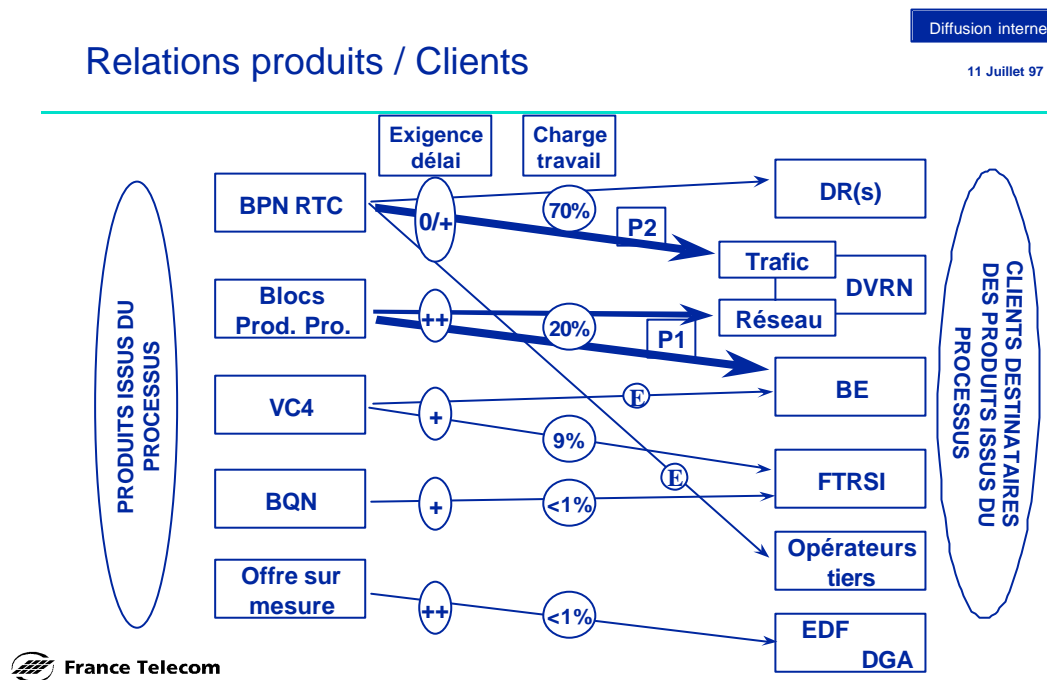 Diffusion interne
Relations produits / Clients
11 Juillet 97
Exigence
délai
Charge
travail
PRODUITS ISSUS DU
PROCESSUS
BPN RTC
0/+
70%
P2
DR(s)
Trafic
DVRN
Réseau
Blocs
Prod. Pro.
++
20%
P1
BE
VC4
+
E
9%
E
FTRSI
BQN
+
<1%
Opérateurs
tiers
Offre sur
mesure
++
<1%
EDF
DGA
CLIENTS DESTINATAIRES
DES PRODUITS ISSUS DU
PROCESSUS
France Telecom